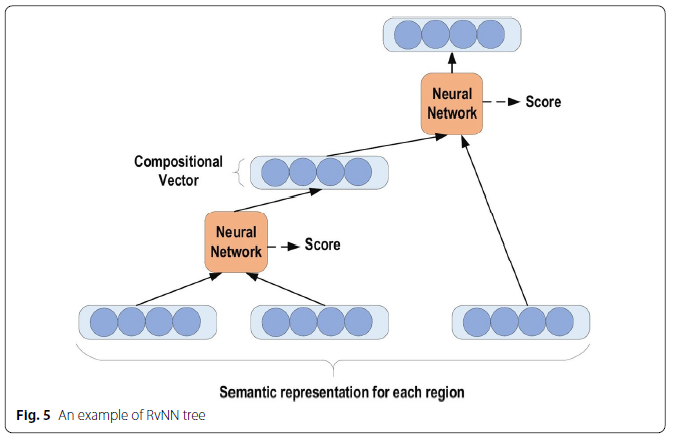 Neural
Network
Score
Compositional
Vector
Neural
Network
Score
Semantic representation for each region
Fig. 5 An example of RvNN tree